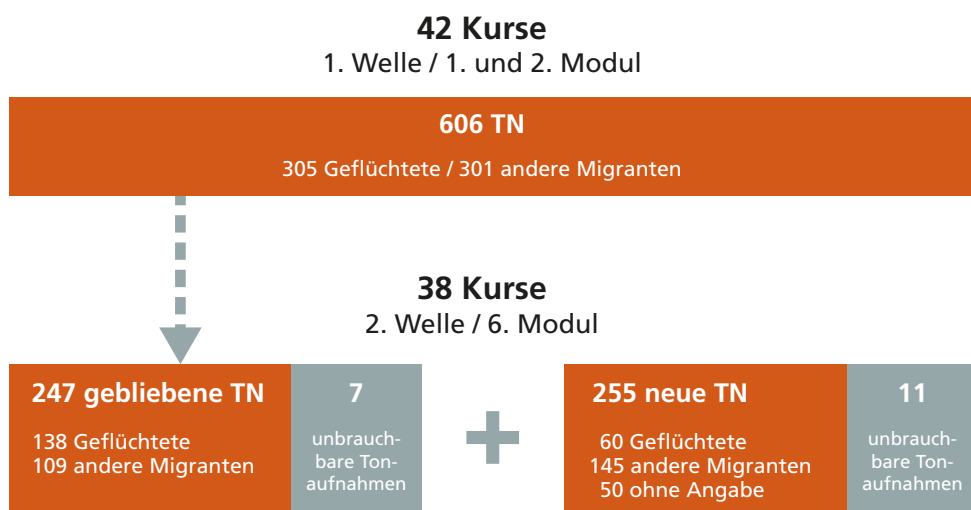 42 Kurse
1. Welle / 1. und 2. Modul
606 TN
305 Geflüchtete / 301 andere Migranten
38 Kurse
2. Welle / 6. Modul
247 gebliebene TN
138 Geflüchtete
109 andere Migranten
7
unbrauch-
bare Ton-
aufnahmen
+
255 neue TN
60 Geflüchtete
145 andere Migranten
50 ohne Angabe
11
unbrauch-
bare Ton-
aufnahmen